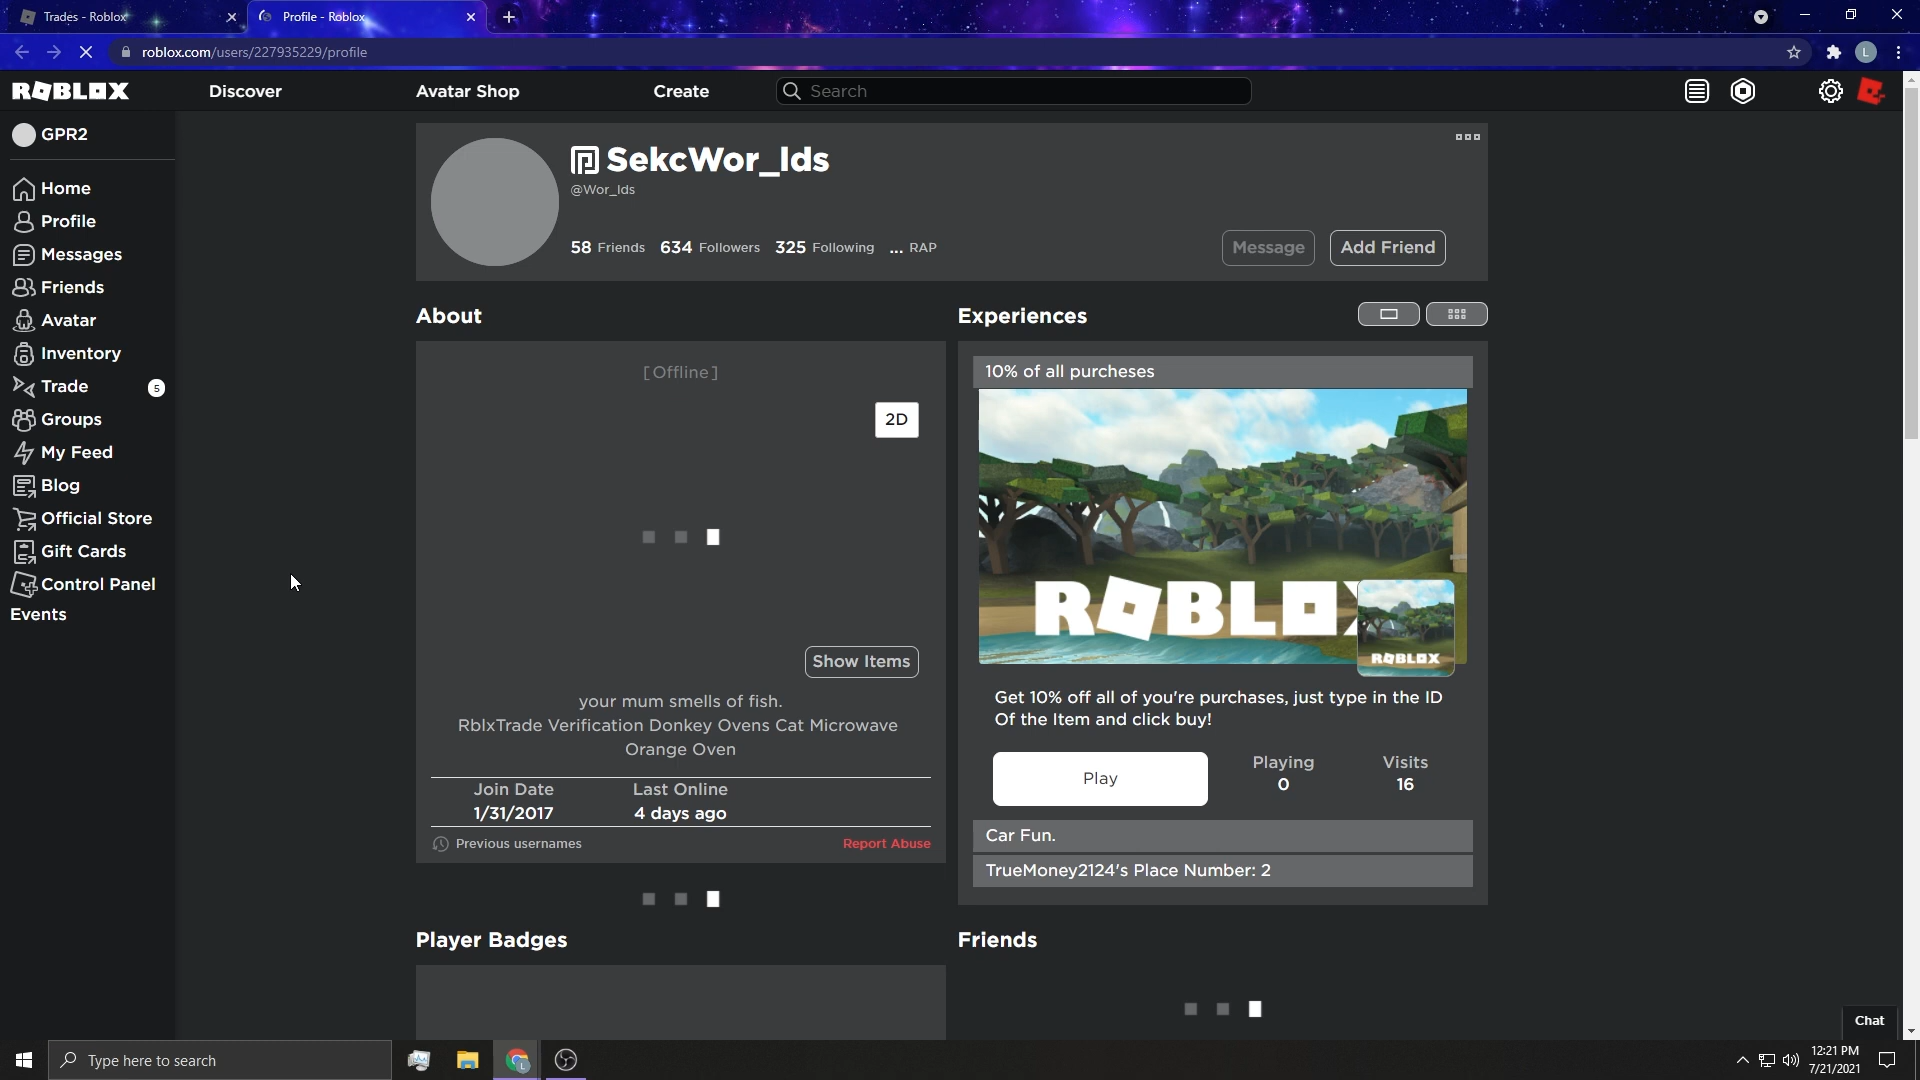 Trades - Roblox
Profile - Roblox
roblox.com/users/227935229/profile
L
ROBLOX
Discover
Avatar Shop
Create
Search
GPR2
Home
Profile
Messages
Friends
Avatar
Inventory
Trade
5
Groups
My Feed
Blog
Official Store
Gift Cards
Control Panel
Events
SekcWor_lds
@Wor_lds
58 Friends 634 Followers 325 Following ... RAP
Message
Add Friend
About
[Offline]
2D
Show Items
your mum smells of fish.
RblxTrade Verification Donkey Ovens Cat Microwave
Orange Oven
Join Date
Last Online
1/31/2017
4 days ago
Previous usernames
Report Abuse
Player Badges
Experiences
10% of all purcheses
ROBLOX
ROBLOX
Get 10% off all of you're purchases, just type in the ID
Of the Item and click buy!
Play
Playing
Visits
0
16
Car Fun.
TrueMoney2124's Place Number: 2
Friends
Chat
Type here to search
L
12:21 PM
7/21/2021